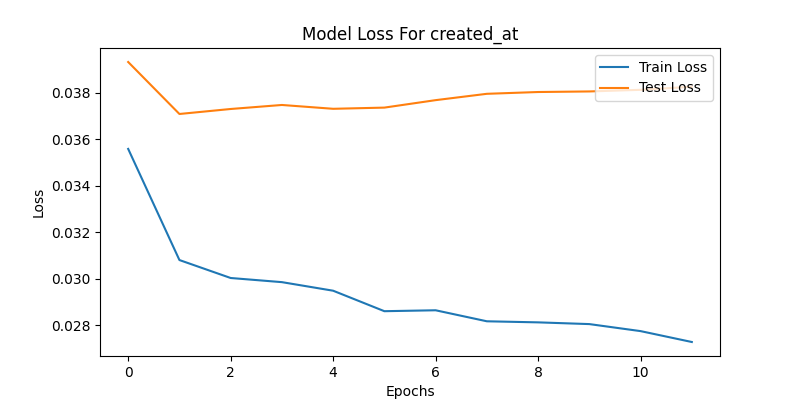 Model Loss For created_at
Train Loss
Test Loss
0.038
0.036
0.034
0.032
0.030
0.028
Loss
0 2 4 6 8 10
Epochs